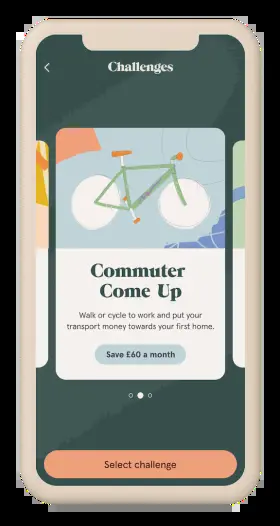 Challenges
Commuter
Come Up
Walk or cycle to work and put your
transport money towards your first home.
Save £60 a month
Select challenge